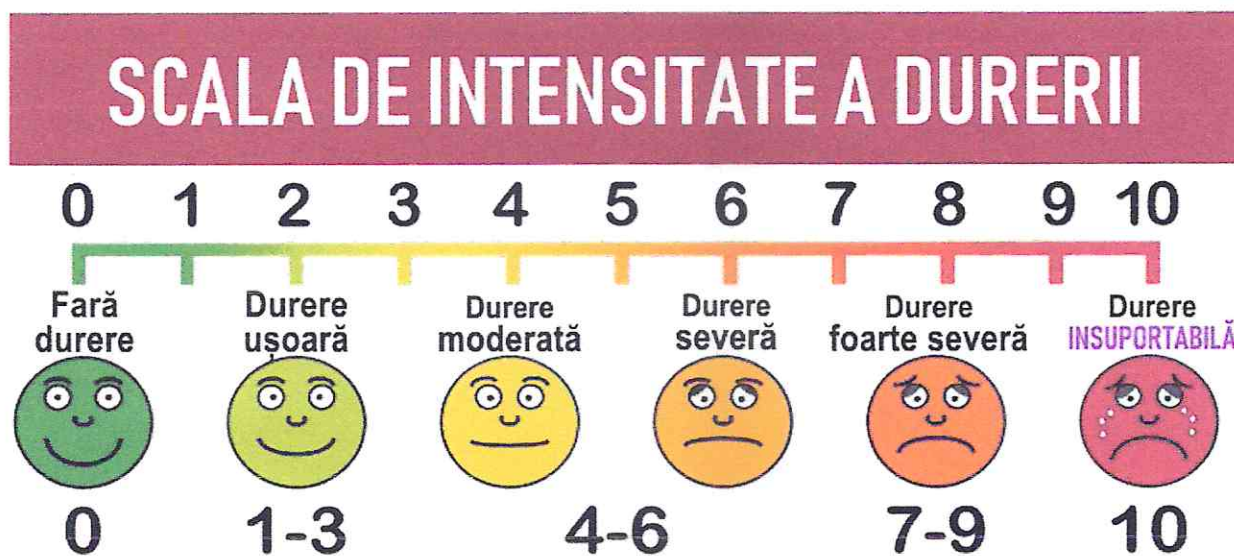 SCALA DE INTENSITATE A DURERII
0 1 2 3 4 5 6 7 8 9 10
Fară
durere
Durere
ușoară
Durere
moderată
Durere
severă
Durere
foarte severă
Durere
INSUPORTABILĂ
0 1-3 4-6 7-9 10